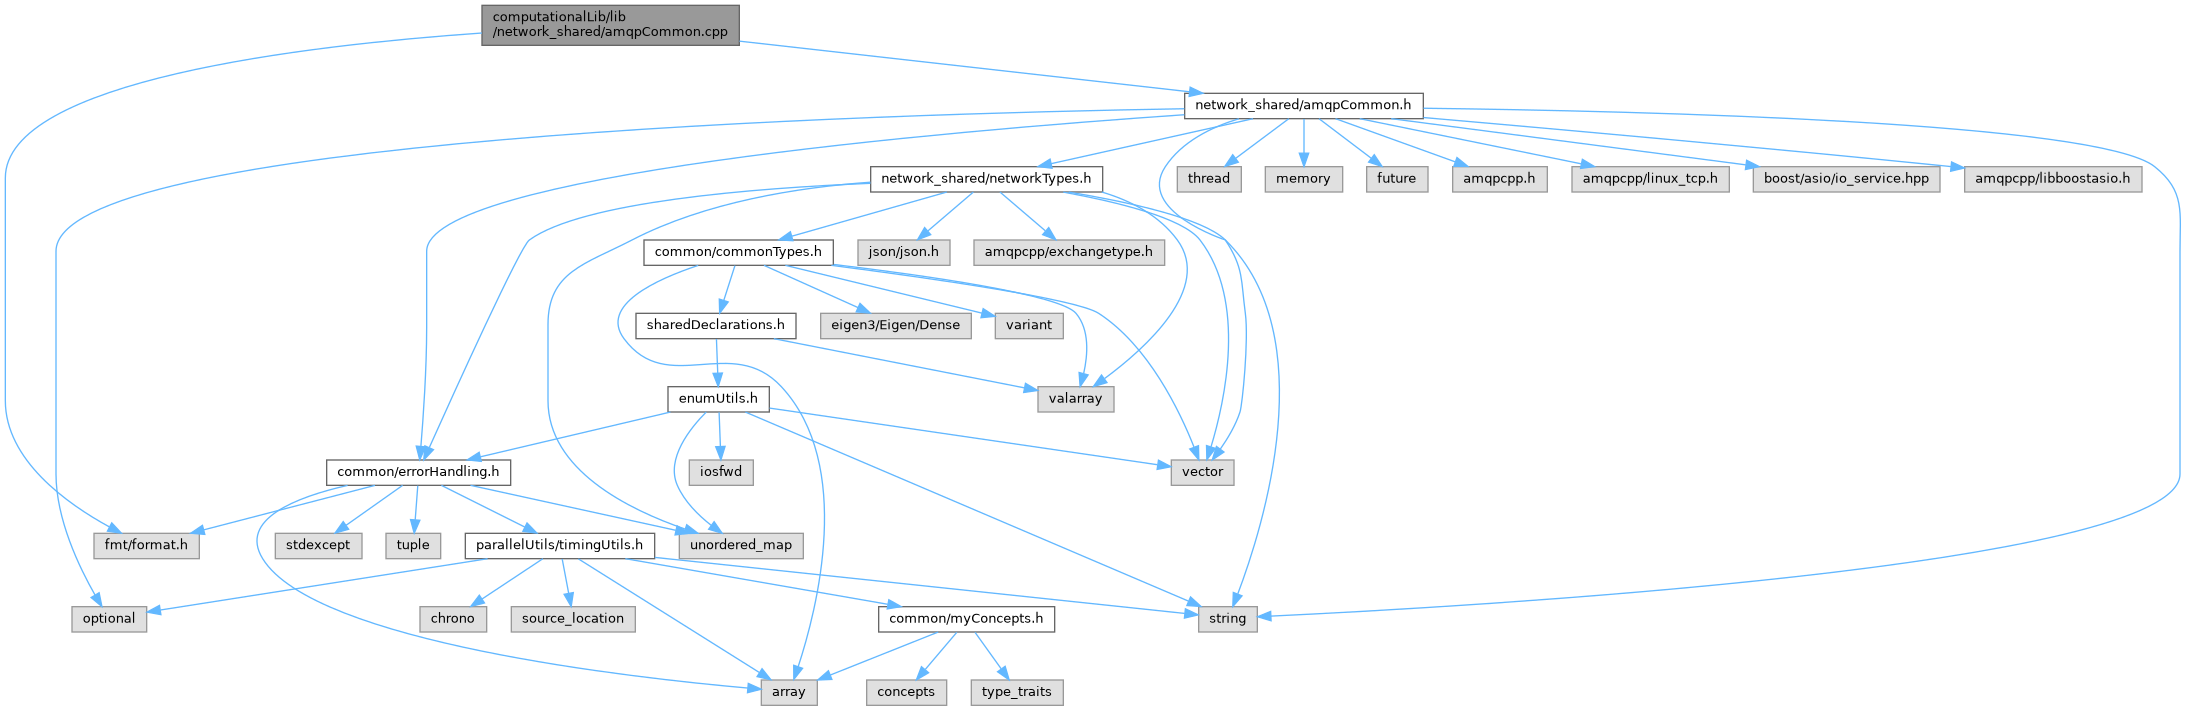 computationalLib/lib
/network_shared/amqpCommon.cpp
network_shared/amqpCommon.h
network_shared/networkTypes.h
thread
memory
future
amqpcpp.h
amqpcpp/linux_tcp.h
boost/asio/io_service.hpp
amqpcpp/libboostasio.h
common/commonTypes.h
json/json.h
amqpcpp/exchangetype.h
sharedDeclarations.h
eigen3/Eigen/Dense
variant
enumUtils.h
valarray
common/errorHandling.h
iosfwd
vector
fmt/format.h
stdexcept
tuple
parallelUtils/timingUtils.h
unordered_map
optional
chrono
source_location
common/myConcepts.h
string
array
concepts
type_traits